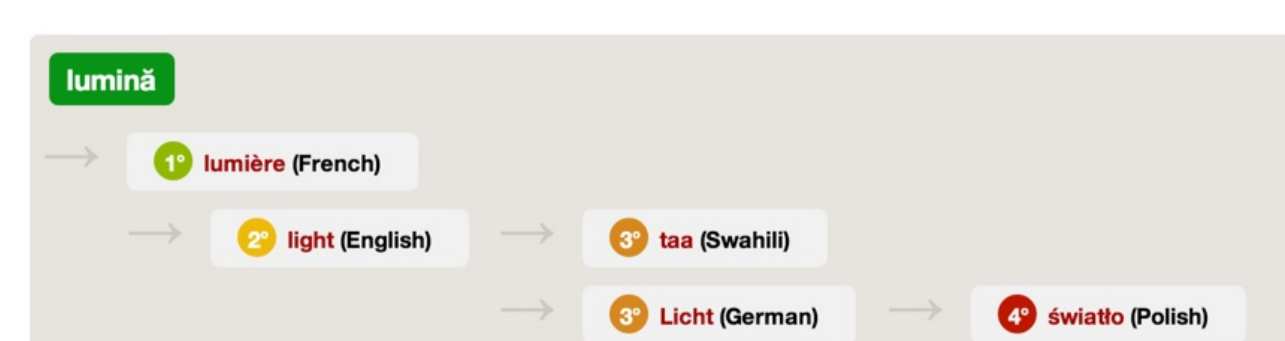 lumină
→ 1° lumière (French)
→ 2° light (English) → 3° taa (Swahili)
→ 3° Licht (German) → 4° światło (Polish)